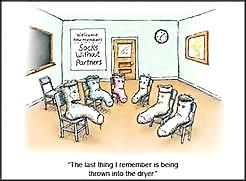 Welcome
new members
Socks
Without
Partners
"The last thing I remember is being
thrown into the dryer."